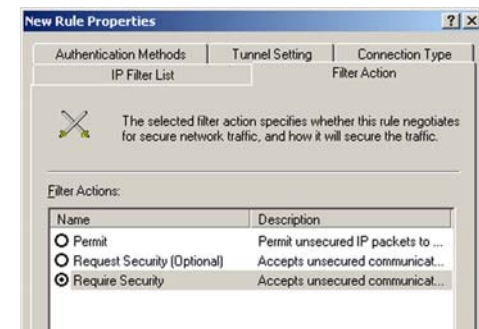 New Rule Properties
Authentication Methods Tunnel Setting Connection Type
IP Filter List Filter Action
The selected filter action specifies whether this rule negotiates
for secure network traffic, and how it will secure the traffic.
Filter Actions:
Name Description
Permit Permit unsecured IP packets to ...
Request Security (Optional) Accepts unsecured communicat...
Require Security Accepts unsecured communicat...